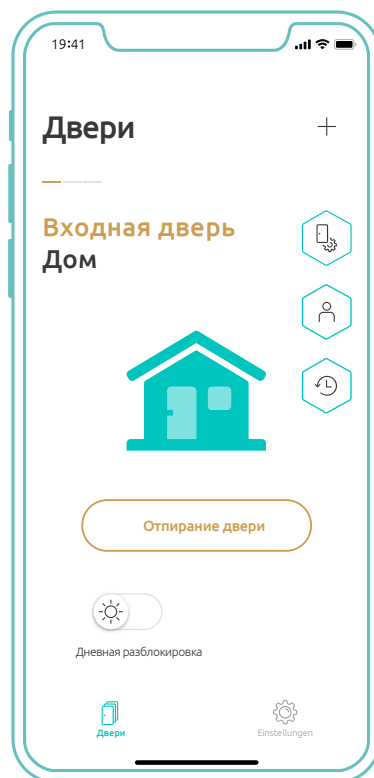 19:41
Двери
Входная дверь
Дом
Отпирание двери
Дневная разблокировка
Двери
Einstellungen